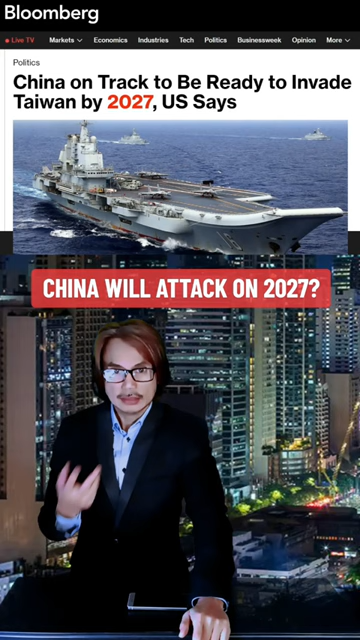 Bloomberg
Live TV Markets Economics Industries Tech Politics Businessweek Opinion More
Politics
China on Track to Be Ready to Invade
Taiwan by 2027, US Says
16
CHINA WILL ATTACK ON 2027?